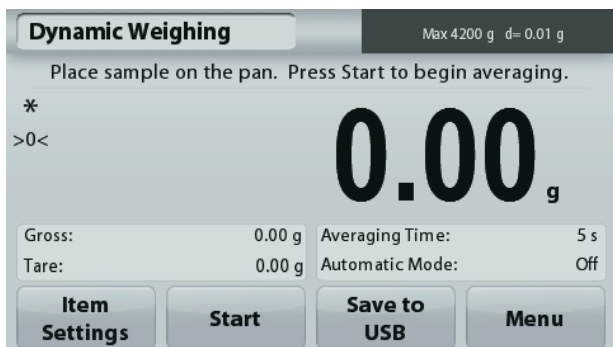 Dynamic Weighing
Max 4200 g d= 0.01 g
Place sample on the pan. Press Start to begin averaging.
*
>0<
0.00 g
Gross: 0.00 g
Tare: 0.00 g
Averaging Time: 5 s
Automatic Mode: Off
Item
Settings
Start
Save to
USB
Menu